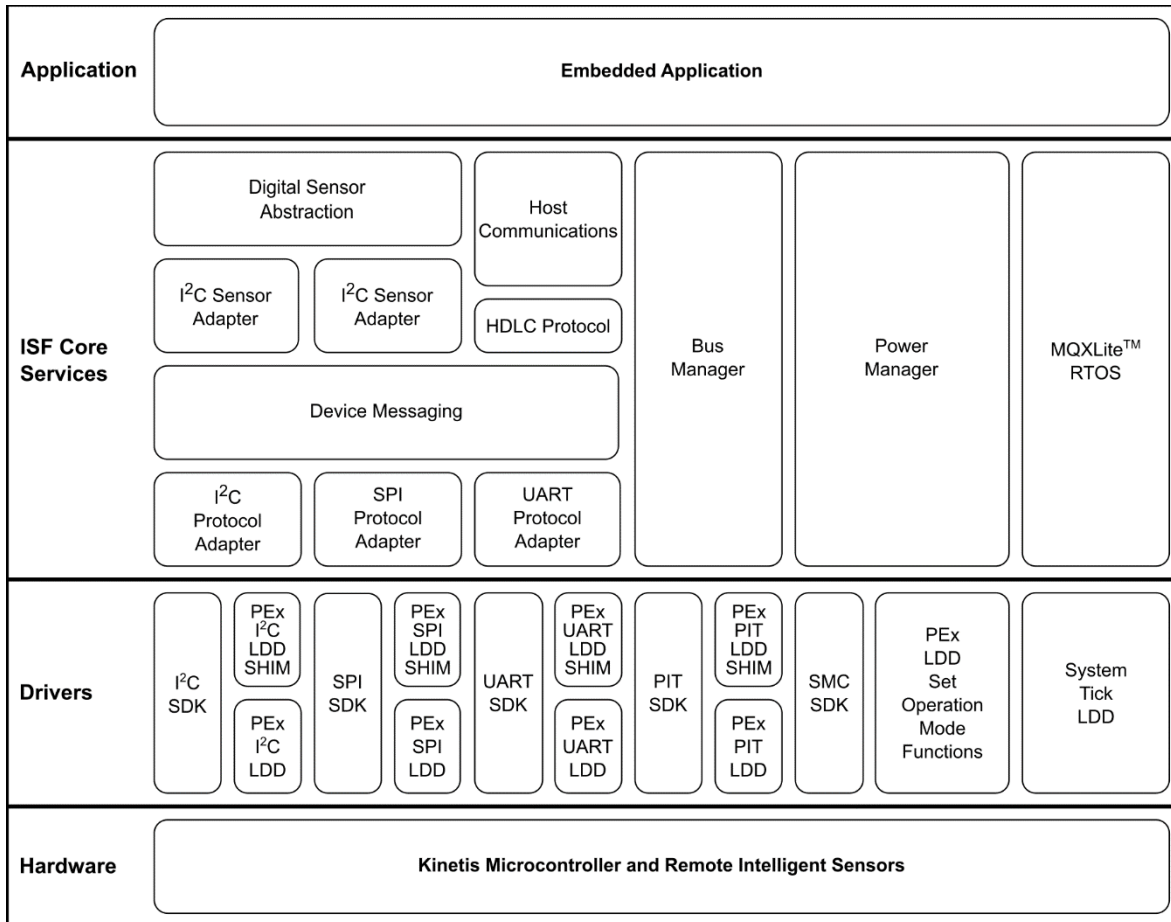 Application
Embedded Application
ISF Core
Services
Digital Sensor
Abstraction
Host
Communications
I²C Sensor
Adapter
I²C Sensor
Adapter
HDLC Protocol
Device Messaging
I²C
Protocol
Adapter
SPI
Protocol
Adapter
UART
Protocol
Adapter
Bus
Manager
Power
Manager
MQXLite™
RTOS
Drivers
I²C
SDK
PEx
I²C
LDD
SHIM
PEx
I²C
LDD
SPI
SDK
PEx
SPI
LDD
SHIM
PEx
SPI
LDD
UART
SDK
PEx
UART
LDD
SHIM
PEx
UART
LDD
PIT
SDK
PEx
PIT
LDD
SHIM
PEx
PIT
LDD
SMC
SDK
PEx
LDD
Set
Operation
Mode
Functions
System
Tick
LDD
Hardware
Kinetis Microcontroller and Remote Intelligent Sensors